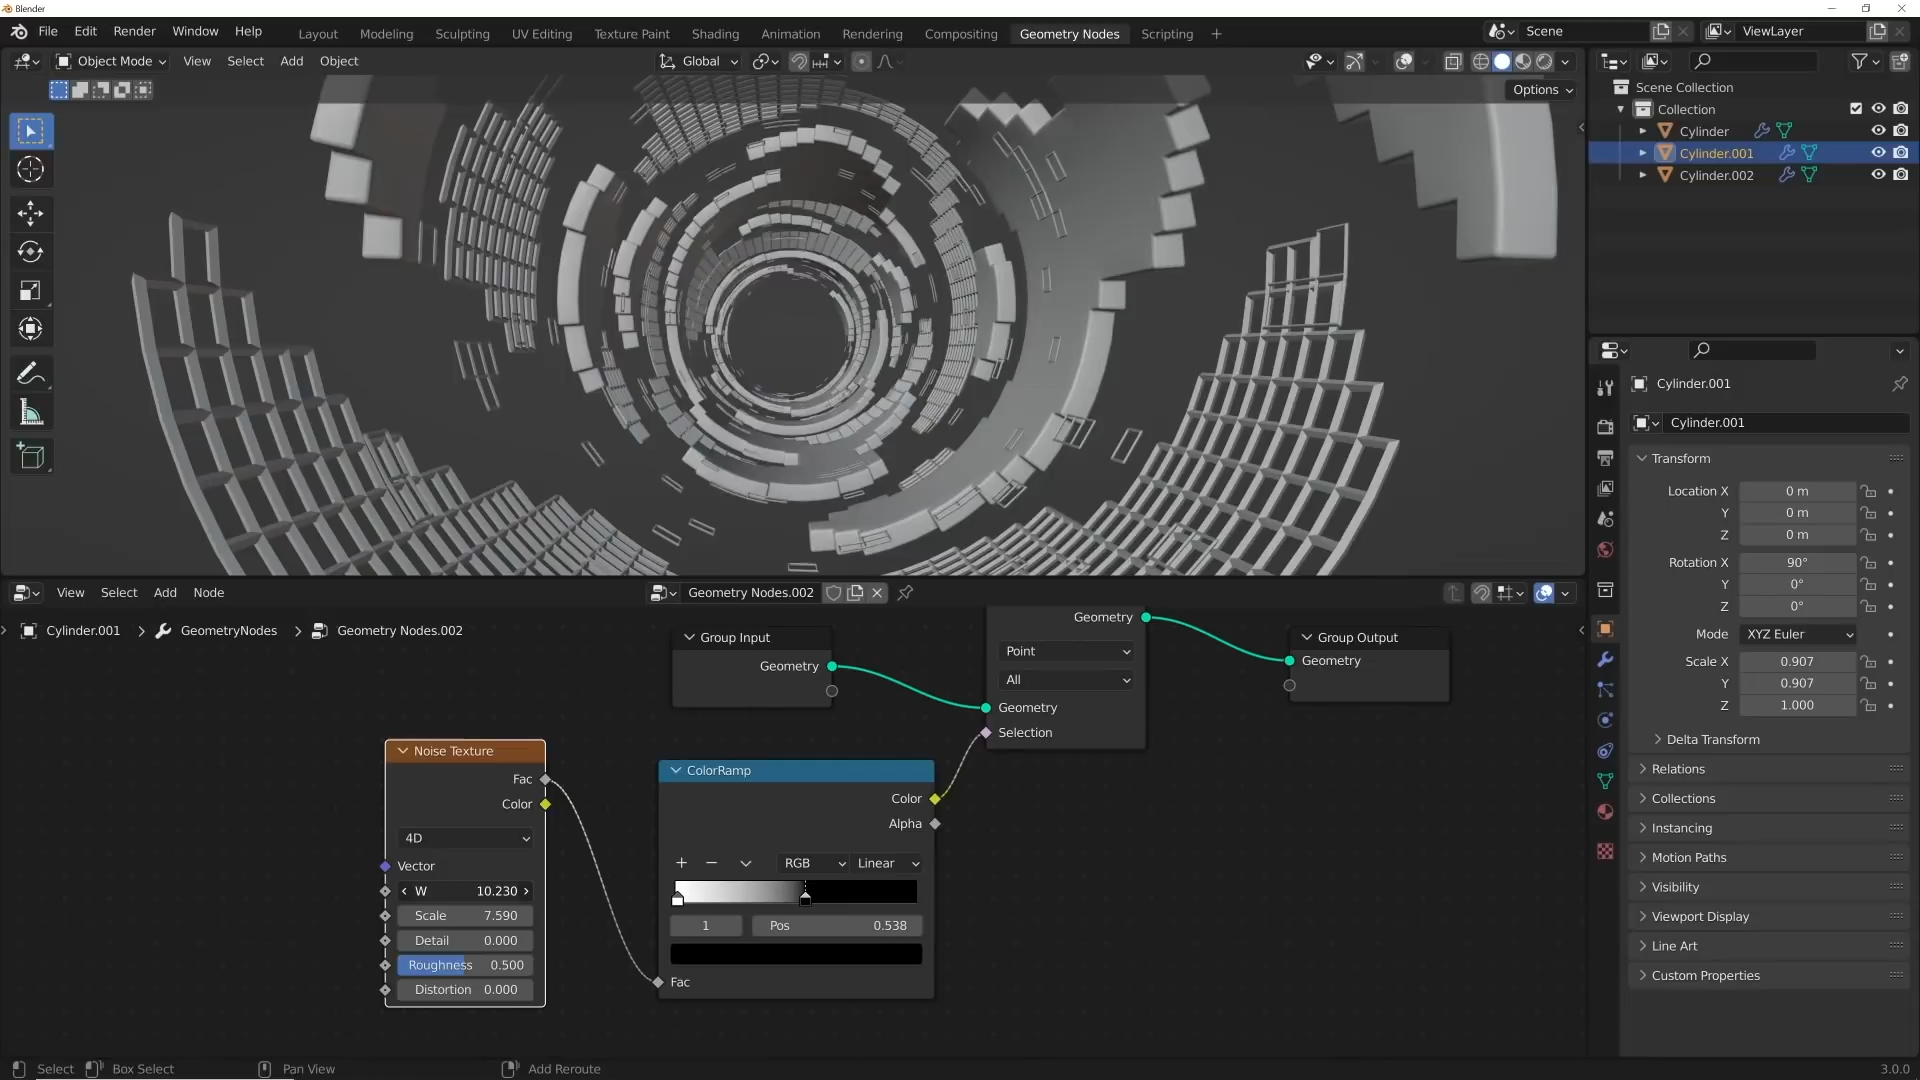 Blender
File Edit Render Window Help Layout Modeling Sculpting UV Editing Texture Paint Shading Animation Rendering Compositing Geometry Nodes Scripting + Scene ViewLayer
Object Mode View Select Add Object Global
Options
Scene Collection
Collection
Cylinder
Cylinder.001
Cylinder.002
Cylinder.001
Cylinder.001
Transform
Location X 0 m
Y 0 m
Z 0 m
Rotation X 90°
Y 0°
Z 0°
Mode XYZ Euler
Scale X 0.907
Y 0.907
Z 1.000
Delta Transform
Relations
Collections
Instancing
Motion Paths
Visibility
Viewport Display
Line Art
Custom Properties
View Select Add Node Geometry Nodes.002
Cylinder.001 GeometryNodes Geometry Nodes.002
Group Input
Geometry
Geometry
Point
All
Geometry
Selection
Group Output
Geometry
Noise Texture
Fac
Color
4D
Vector
W 10.230
Scale 7.590
Detail 0.000
Roughness 0.500
Distortion 0.000
ColorRamp
Color
Alpha
+ − RGB Linear
1 Pos 0.538
Fac
Select Box Select Pan View Add Reroute 3.0.0